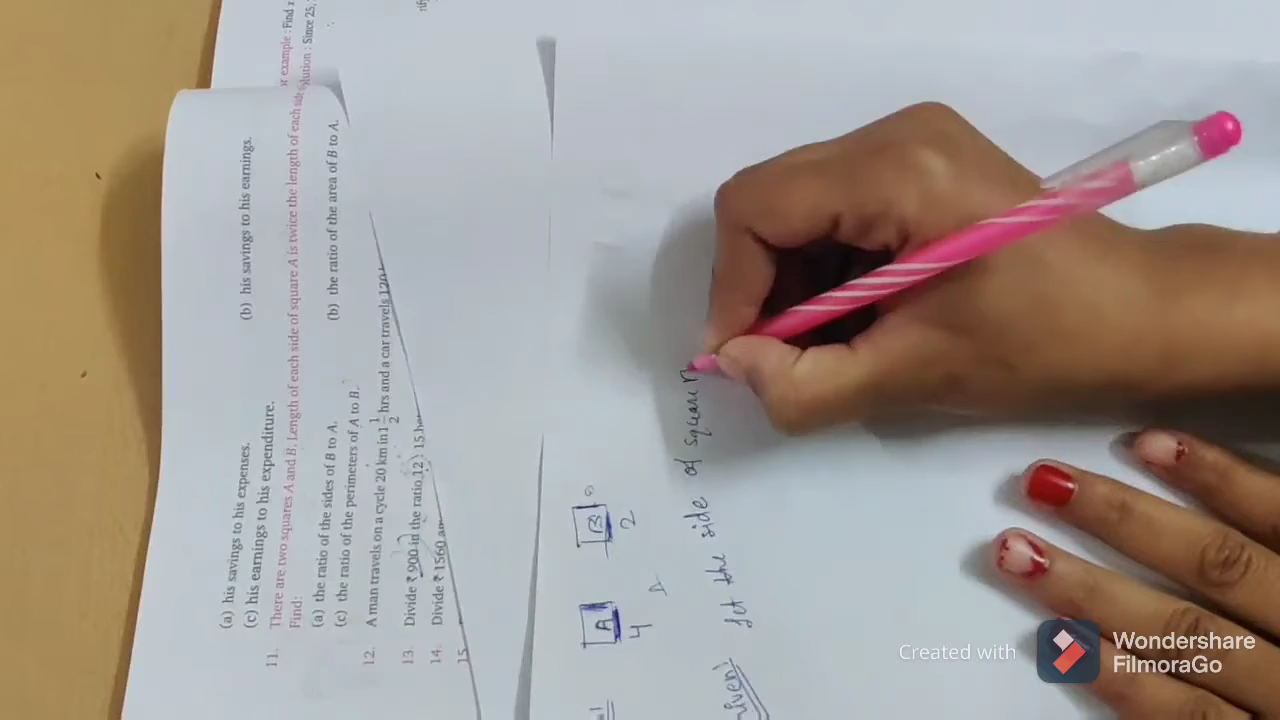 (a) his savings to his expenses. (b) his savings to his earnings.
(c) his earnings to his expenditure.
11. There are two squares A and B. Length of each side of square A is twice the length of each side
Find:
(a) the ratio of the sides of B to A. (b) the ratio of the area of B to A.
(c) the ratio of the perimeters of A to B.
12. A man travels on a cycle 20 km in 1 1/2 hrs and a car travels 120
13. Divide ₹ 900 in the ratio 12 : 15
14. Divide ₹ 1560
15.
r example : Find
lution : Since 25,
A B
4 2
let the side of square
Created with
Wondershare
FilmoraGo